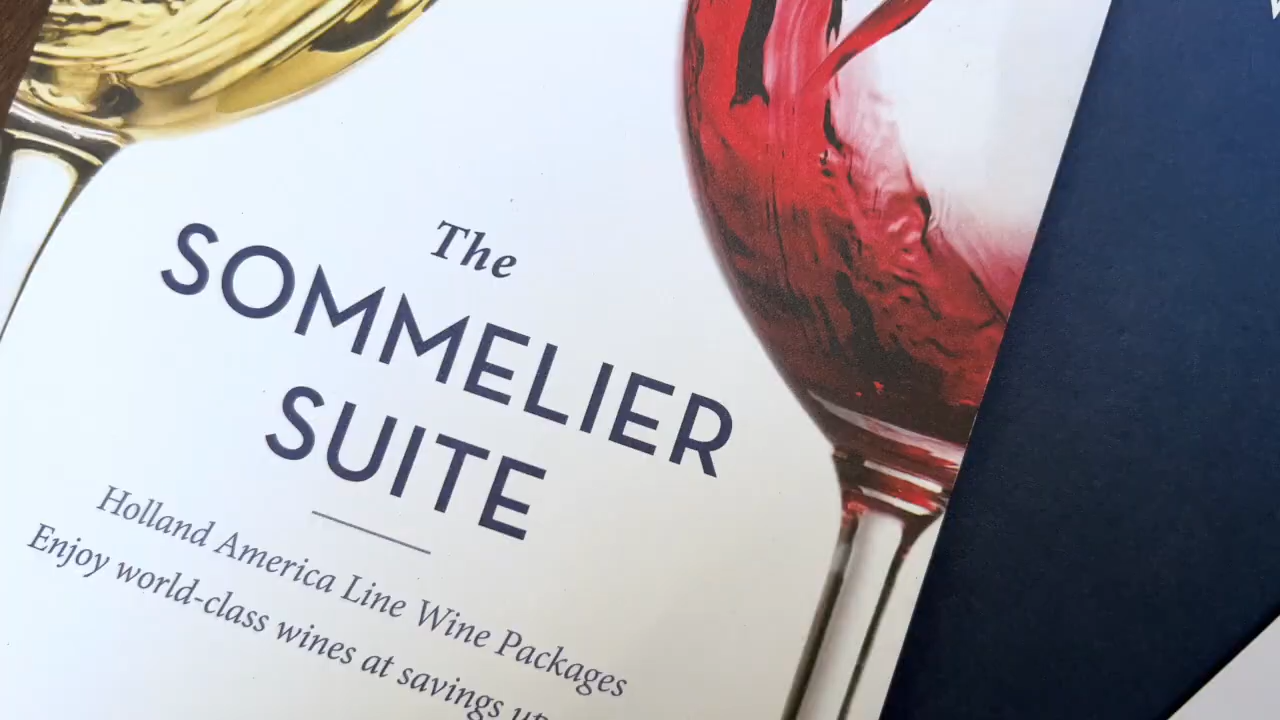 The
SOMMELIER
SUITE
Holland America Line Wine Packages
Enjoy world-class wines at savings